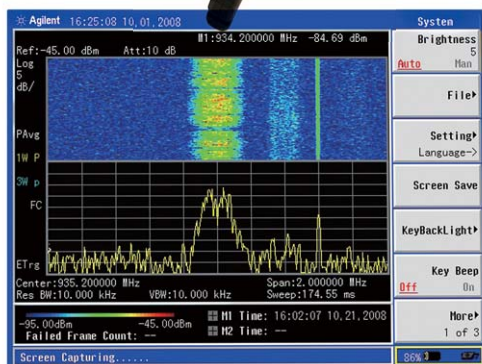 Agilent 16:25:08 10,01,2008
M1:934.200000 MHz -84.69 dBm
Ref:-45.00 dBm Att:10 dB
Log
5
dB/
PAvg
1W P
3W p
FC
ETrg
Center:935.200000 MHz Span:2.000000 MHz
Res BW:10.000 kHz VBW:10.000 kHz Sweep:174.55 ms
-95.00dBm -45.00dBm
Failed Frame Count: --
M1 Time: 16:02:07 10,21,2008
M2 Time: --
Screen Capturing......
System
Brightness
5
Auto Man
File
Setting
Language->
Screen Save
KeyBackLight
Key Beep
Off On
More
1 of 3
86%